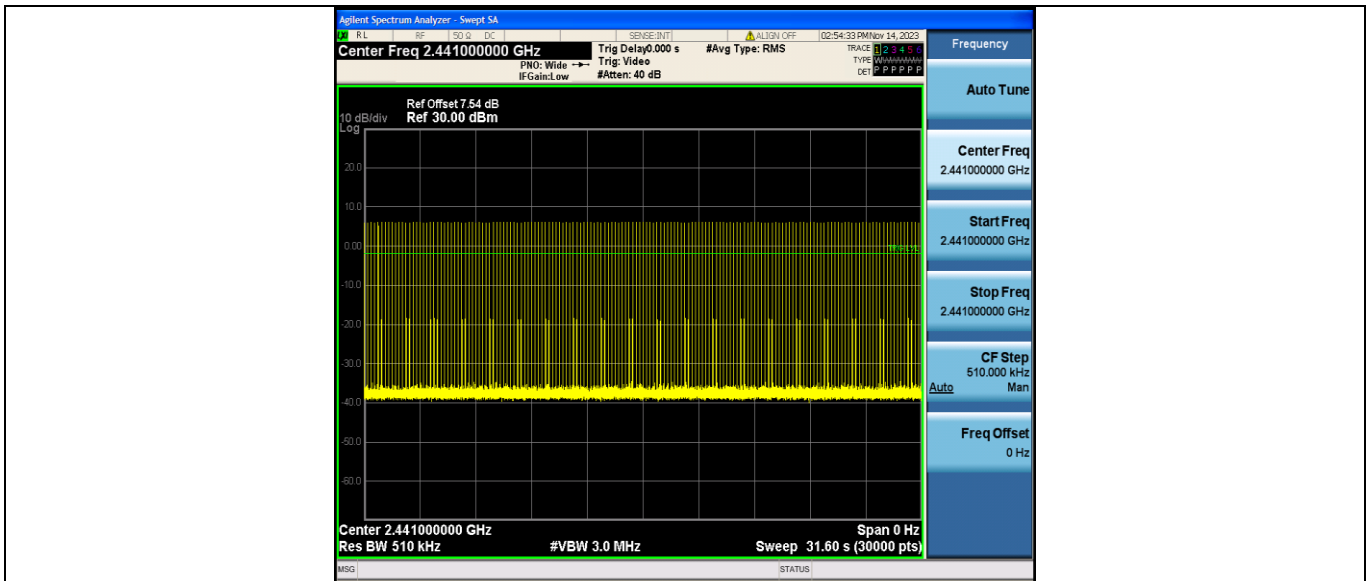 Agilent Spectrum Analyzer - Swept SA
RL RF 50 Ω DC SENSE:INT ALIGN OFF 02:54:33 PM Nov 14, 2023
Center Freq 2.441000000 GHz
PNO: Wide
IFGain:Low
Trig Delay0.000 s
Trig: Video
#Atten: 40 dB
#Avg Type: RMS
TRACE 1 2 3 4 5 6
TYPE
DET P P P P P P
Ref Offset 7.54 dB
10 dB/div Ref 30.00 dBm
Log
20.0
10.0
0.00
-10.0
-20.0
-30.0
-40.0
-50.0
-60.0
Center 2.441000000 GHz Span 0 Hz
Res BW 510 kHz #VBW 3.0 MHz Sweep 31.60 s (30000 pts)
MSG STATUS
Frequency
Auto Tune
Center Freq
2.441000000 GHz
Start Freq
2.441000000 GHz
Stop Freq
2.441000000 GHz
CF Step
510.000 kHz
Auto Man
Freq Offset
0 Hz